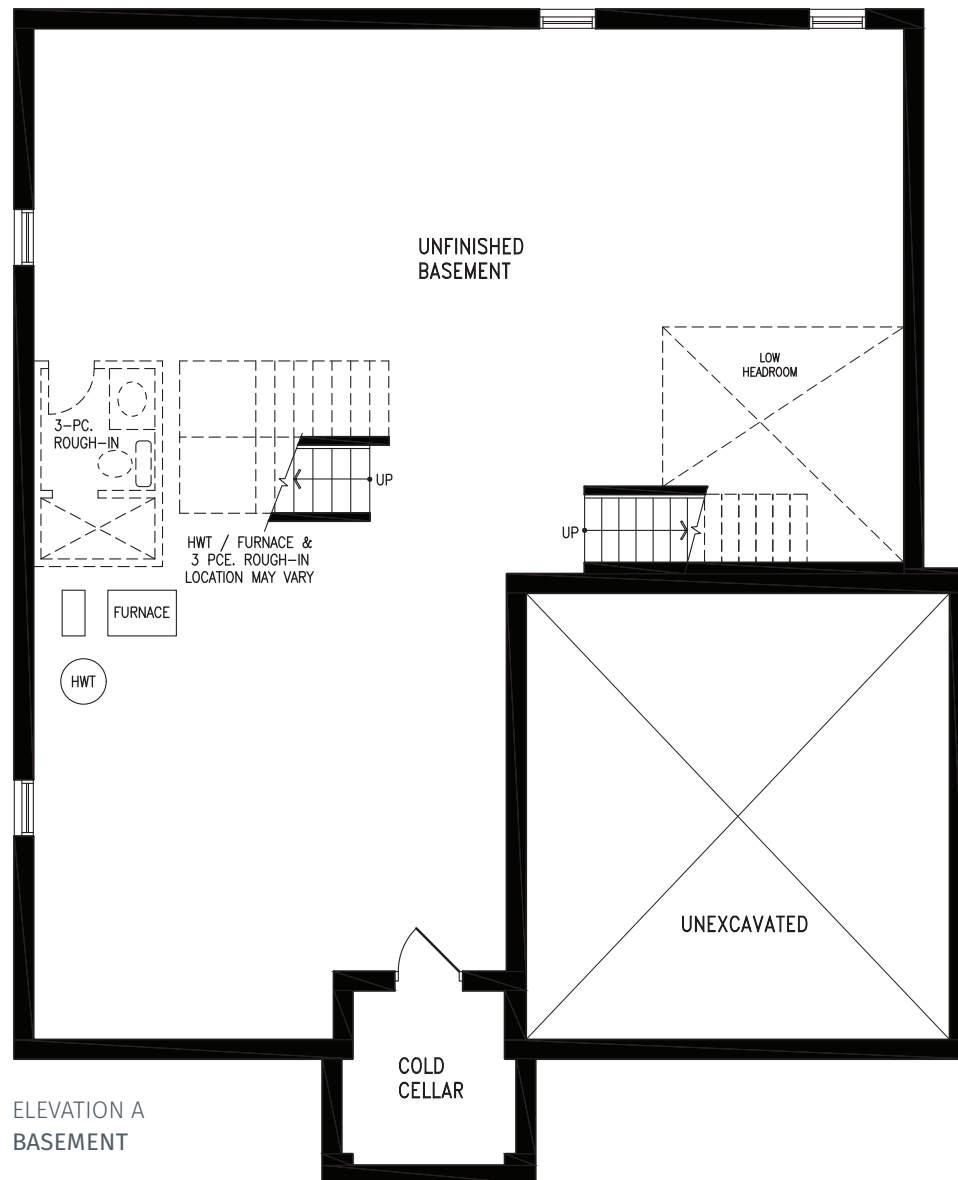 UNFINISHED
BASEMENT
LOW
HEADROOM
3-PC.
ROUGH-IN
UP
UP
HWT / FURNACE &
3 PCE. ROUGH-IN
LOCATION MAY VARY
FURNACE
HWT
UNEXCAVATED
COLD
CELLAR
ELEVATION A
BASEMENT